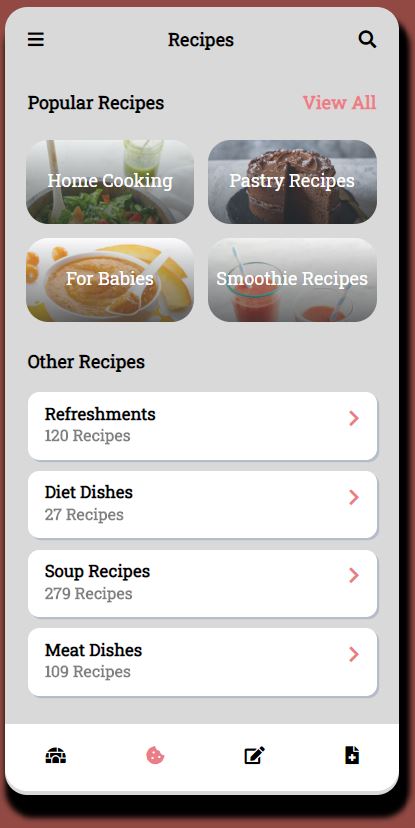 Recipes
Popular Recipes
View All
Home Cooking
Pastry Recipes
For Babies
Smoothie Recipes
Other Recipes
Refreshments
120 Recipes
Diet Dishes
27 Recipes
Soup Recipes
279 Recipes
Meat Dishes
109 Recipes